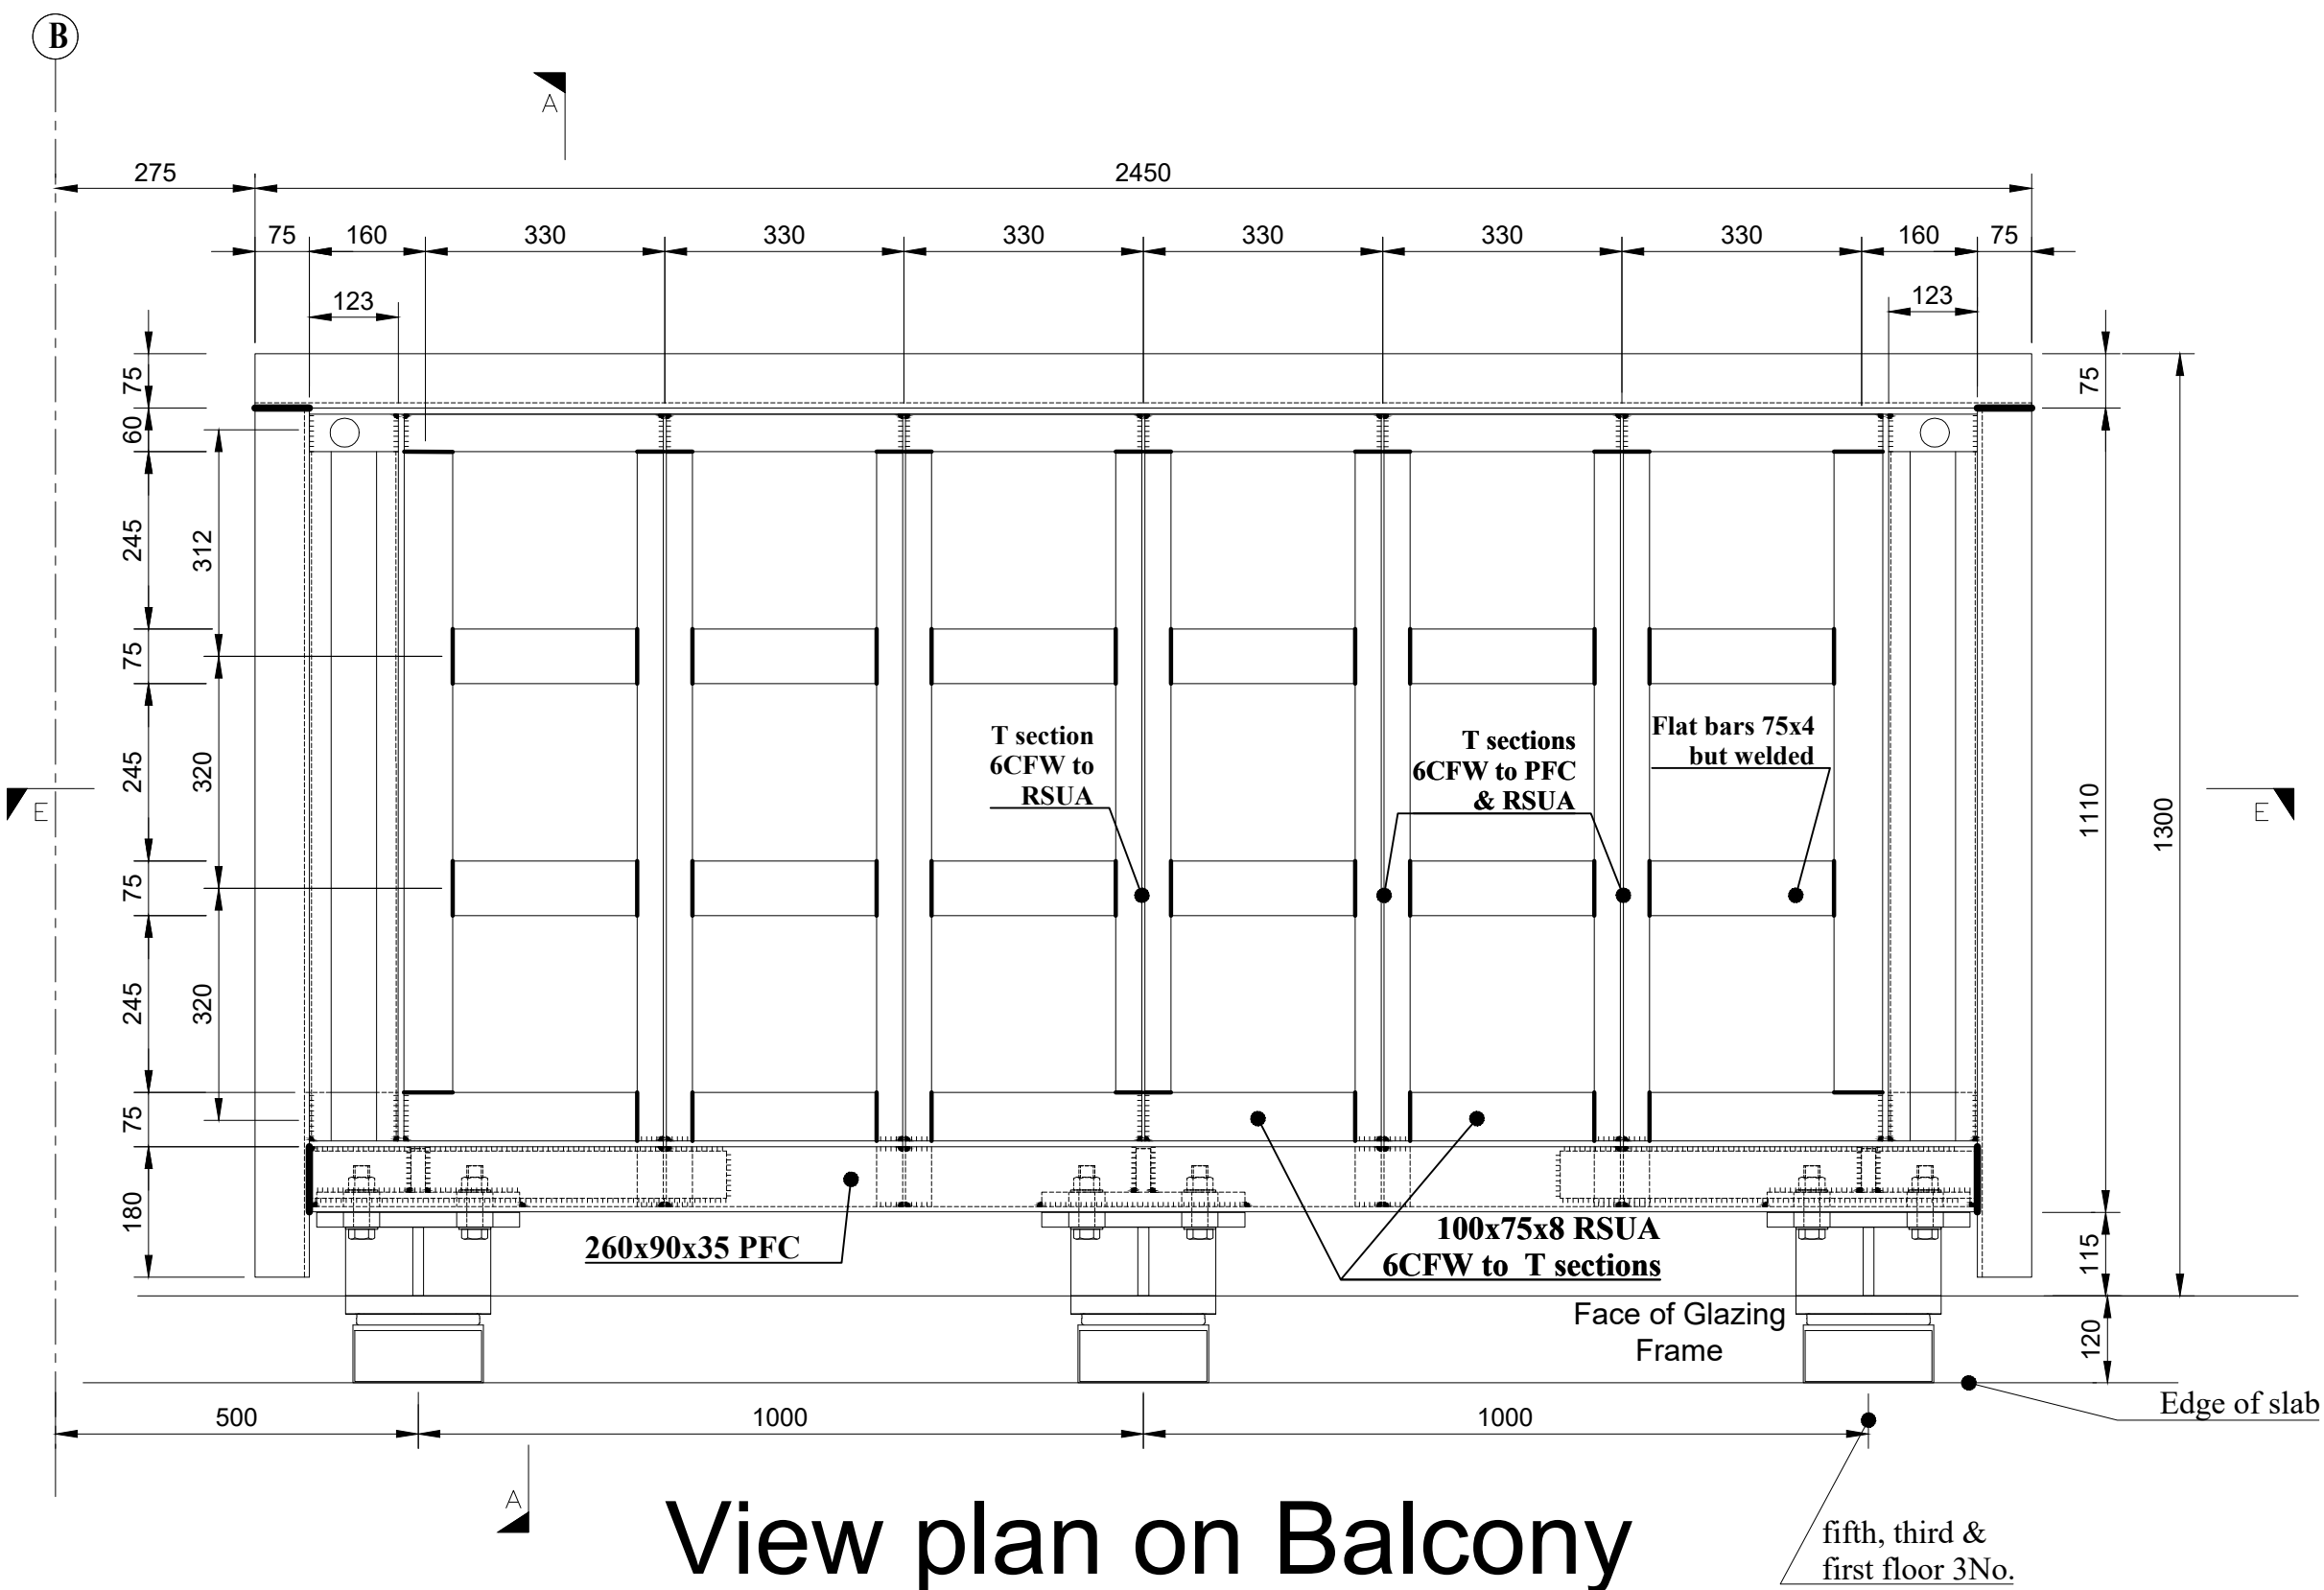 B
A
275
2450
75
160
330
330
330
330
330
330
160
75
123
123
75
60
245
312
75
245
320
75
245
320
75
180
75
1110
1300
115
120
T section
6CFW to
RSUA
T sections
6CFW to PFC
& RSUA
Flat bars 75x4
but welded
E
E
260x90x35 PFC
100x75x8 RSUA
6CFW to T sections
Face of Glazing
Frame
Edge of slab
500
1000
1000
A
View plan on Balcony
fifth, third &
first floor 3No.